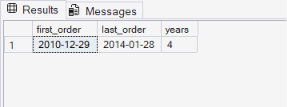 Results Messages
first_order last_order years
1 2010-12-29 2014-01-28 4